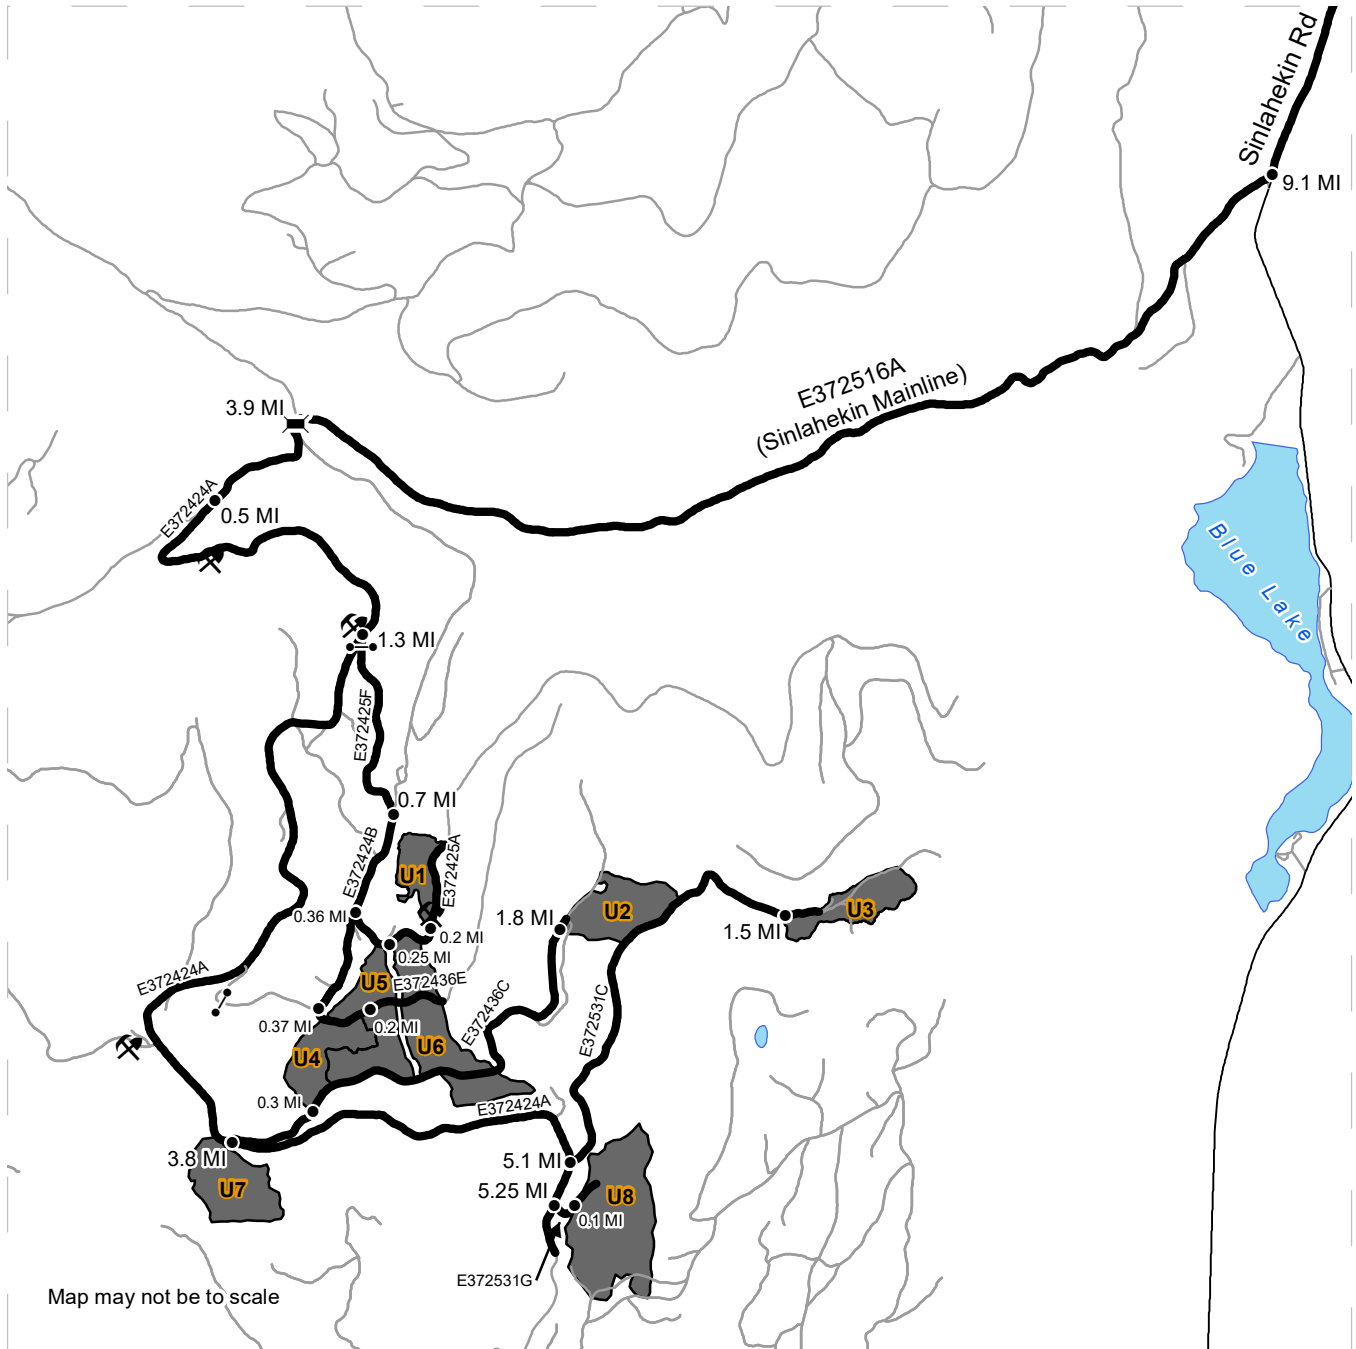 Sinlahekin Rd
9.1 MI
E372516A
(Sinlahekin Mainline)
3.9 MI
E372424A
0.5 MI
Blue Lake
1.3 MI
E372425F
0.7 MI
E372424B
U1
E372425A
0.36 MI
0.2 MI
0.25 MI
1.8 MI
U2
1.5 MI
U3
E372424A
U5
E372436E
E372436C
E372531C
0.37 MI
0.2 MI
U4
U6
0.3 MI
E372424A
3.8 MI
U7
5.1 MI
5.25 MI
U8
0.1 MI
E372531G
Map may not be to scale